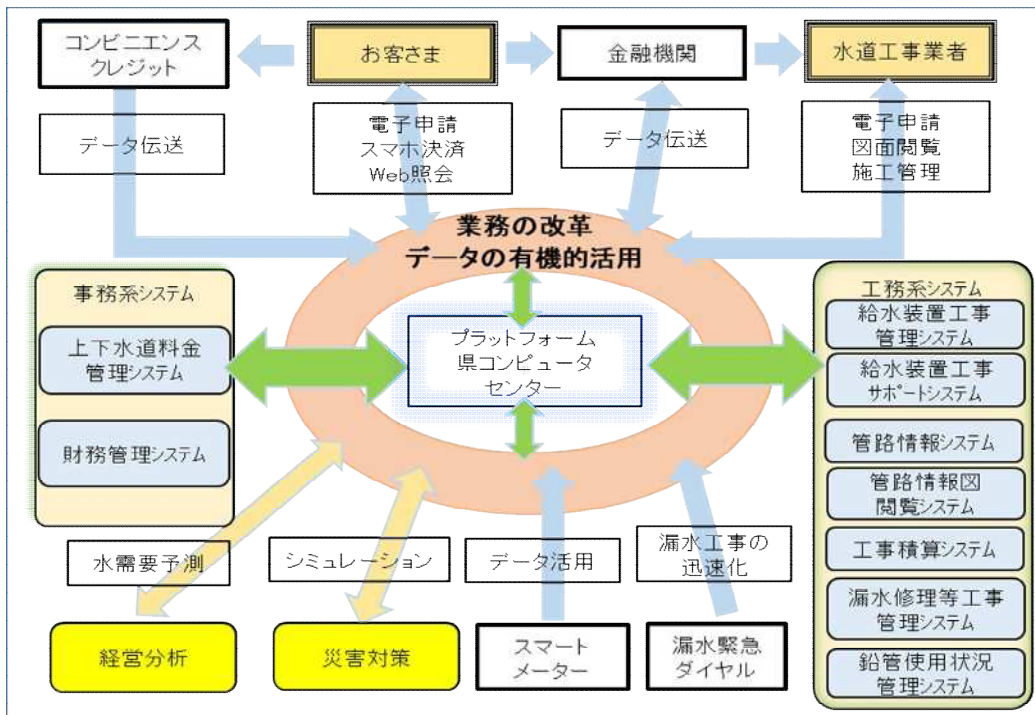 コンビニエンス
クレジット
お客さま
金融機関
水道工事業者
データ伝送
電子申請
スマホ決済
Web照会
データ伝送
電子申請
図面閲覧
施工管理
業務の改革
データの有機的活用
事務系システム
上下水道料金
管理システム
財務管理システム
プラットフォーム
県コンピュータ
センター
工務系システム
給水装置工事
管理システム
給水装置工事
サポートシステム
管路情報システム
管路情報図
閲覧システム
工事積算システム
漏水修理等工事
管理システム
鉛管使用状況
管理システム
水需要予測
シミュレーション
データ活用
漏水工事の
迅速化
経営分析
災害対策
スマート
メーター
漏水緊急
ダイヤル